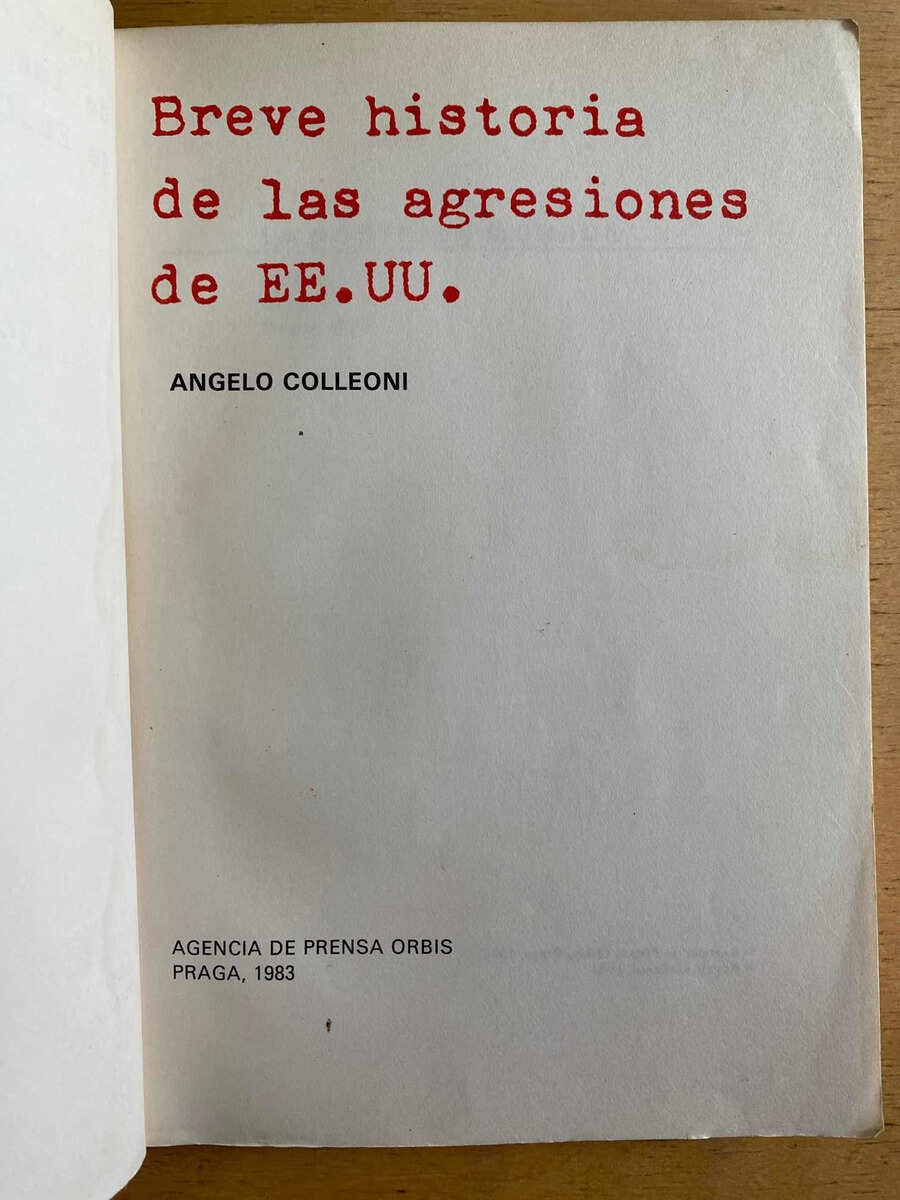 Breve historia
de las agresiones
de EE.UU.
ANGELO COLLEONI
AGENCIA DE PRENSA ORBIS
PRAGA, 1983